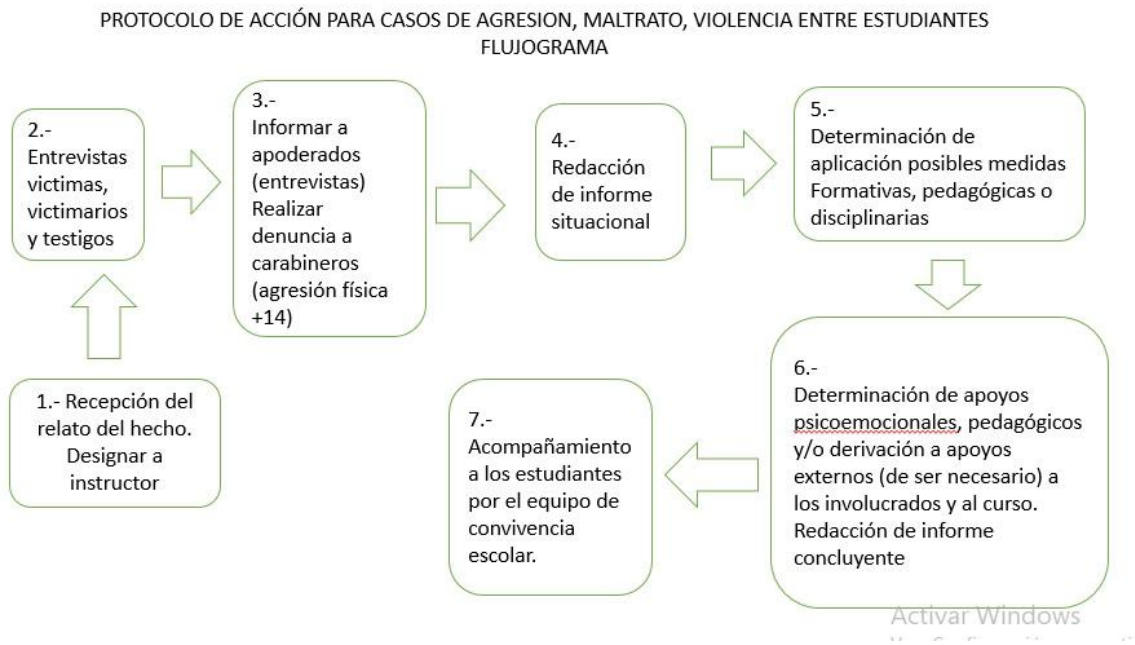 PROTOCOLO DE ACCIÓN PARA CASOS DE AGRESION, MALTRATO, VIOLENCIA ENTRE ESTUDIANTES
FLUJOGRAMA
1.- Recepción del
relato del hecho.
Designar a
instructor
2.-
Entrevistas
victimas,
victimarios
y testigos
3.-
Informar a
apoderados
(entrevistas)
Realizar
denuncia a
carabineros
(agresión física
+14)
4.-
Redacción
de informe
situacional
5.-
Determinación de
aplicación posibles medidas
Formativas, pedagógicas o
disciplinarias
6.-
Determinación de apoyos
psicoemocionales, pedagógicos
y/o derivación a apoyos
externos (de ser necesario) a
los involucrados y al curso.
Redacción de informe
concluyente
7.-
Acompañamiento
a los estudiantes
por el equipo de
convivencia
escolar.
Activar Windows